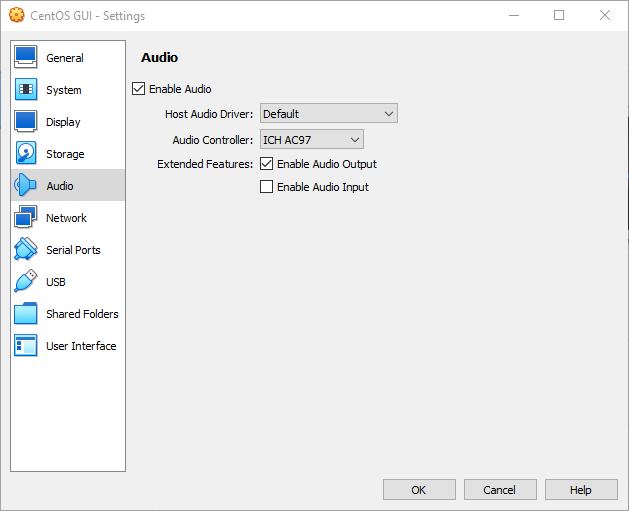 CentOS GUI - Settings
General
System
Display
Storage
Audio
Network
Serial Ports
USB
Shared Folders
User Interface
Audio
Enable Audio
Host Audio Driver: Default
Audio Controller: ICH AC97
Extended Features: Enable Audio Output
Enable Audio Input
OK Cancel Help